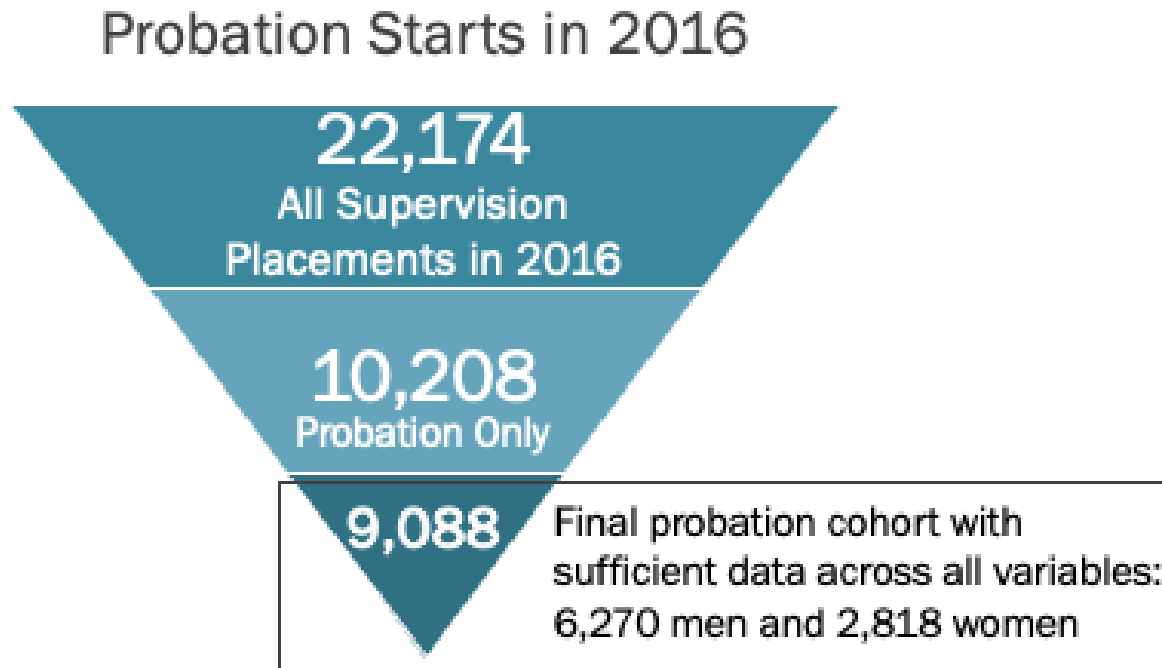 Probation Starts in 2016
22,174
All Supervision
Placements in 2016
10,208
Probation Only
9,088
Final probation cohort with
sufficient data across all variables:
6,270 men and 2,818 women